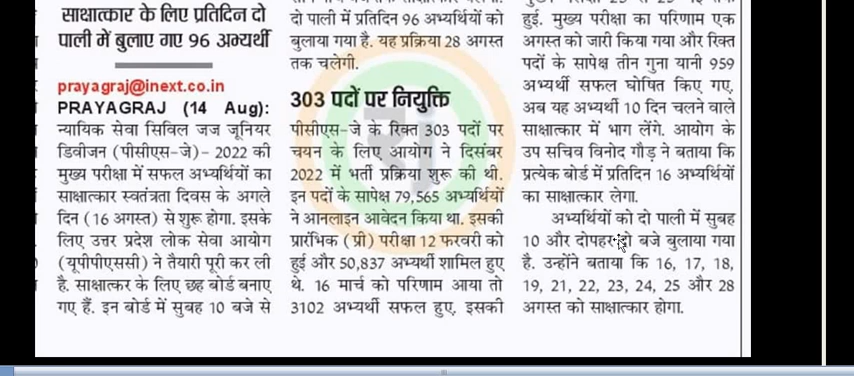 साक्षात्कार के लिए प्रतिदिन दो
पाली में बुलाए गए 96 अभ्यर्थी
prayagraj@inext.co.in
PRAYAGRAJ (14 Aug):
न्यायिक सेवा सिविल जज जूनियर
डिवीजन (पीसीएस-जे)- 2022 की
मुख्य परीक्षा में सफल अभ्यर्थियों का
साक्षात्कार स्वतंत्रता दिवस के अगले
दिन (16 अगस्त) से शुरू होगा. इसके
लिए उत्तर प्रदेश लोक सेवा आयोग
(यूपीपीएससी) ने तैयारी पूरी कर ली
है. साक्षात्कर के लिए छह बोर्ड बनाए
गए हैं. इन बोर्ड में सुबह 10 बजे से
दो पाली में प्रतिदिन 96 अभ्यर्थियों को
बुलाया गया है. यह प्रक्रिया 28 अगस्त
तक चलेगी.
303 पदों पर नियुक्ति
पीसीएस-जे के रिक्त 303 पदों पर
चयन के लिए आयोग ने दिसंबर
2022 में भर्ती प्रक्रिया शुरू की थी.
इन पदों के सापेक्ष 79,565 अभ्यर्थियों
ने आनलाइन आवेदन किया था. इसकी
प्रारंभिक (प्री) परीक्षा 12 फरवरी को
हुई और 50,837 अभ्यर्थी शामिल हुए
थे. 16 मार्च को परिणाम आया तो
3102 अभ्यर्थी सफल हुए. इसकी
हुई. मुख्य परीक्षा का परिणाम एक
अगस्त को जारी किया गया और रिक्त
पदों के सापेक्ष तीन गुना यानी 959
अभ्यर्थी सफल घोषित किए गए.
अब यह अभ्यर्थी 10 दिन चलने वाले
साक्षात्कार में भाग लेंगे. आयोग के
उप सचिव विनोद गौड़ ने बताया कि
प्रत्येक बोर्ड में प्रतिदिन 16 अभ्यर्थियों
का साक्षात्कार लेगा.
अभ्यर्थियों को दो पाली में सुबह
10 और दोपहर दो बजे बुलाया गया
है. उन्होंने बताया कि 16, 17, 18,
19, 21, 22, 23, 24, 25 और 28
अगस्त को साक्षात्कार होगा.